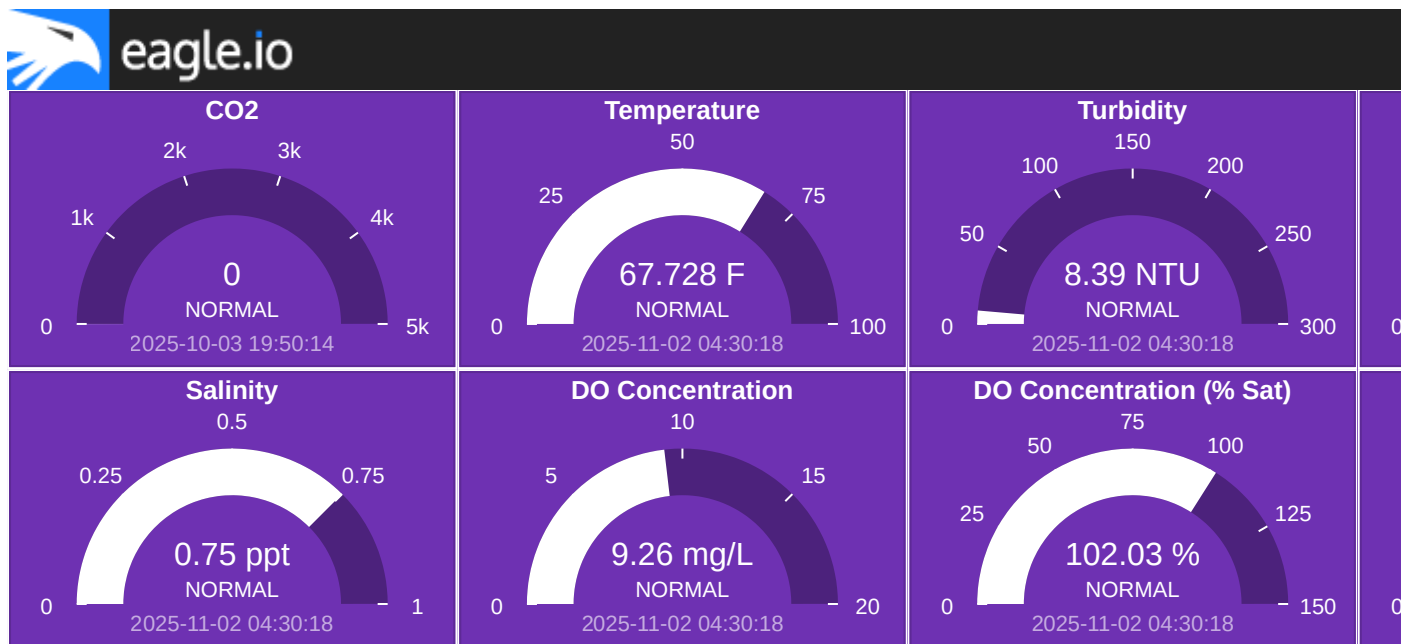 eagle.io
CO2
2k
3k
1k
4k
0
NORMAL
0
5k
2025-10-03 19:50:14
Temperature
50
25
75
67.728 F
NORMAL
0
100
2025-11-02 04:30:18
Turbidity
150
100
200
50
250
8.39 NTU
NORMAL
0
300
2025-11-02 04:30:18
0
Salinity
0.5
0.25
0.75
0.75 ppt
NORMAL
0
1
2025-11-02 04:30:18
DO Concentration
10
5
15
9.26 mg/L
NORMAL
0
20
2025-11-02 04:30:18
DO Concentration (% Sat)
75
50
100
25
125
102.03 %
NORMAL
0
150
2025-11-02 04:30:18
0